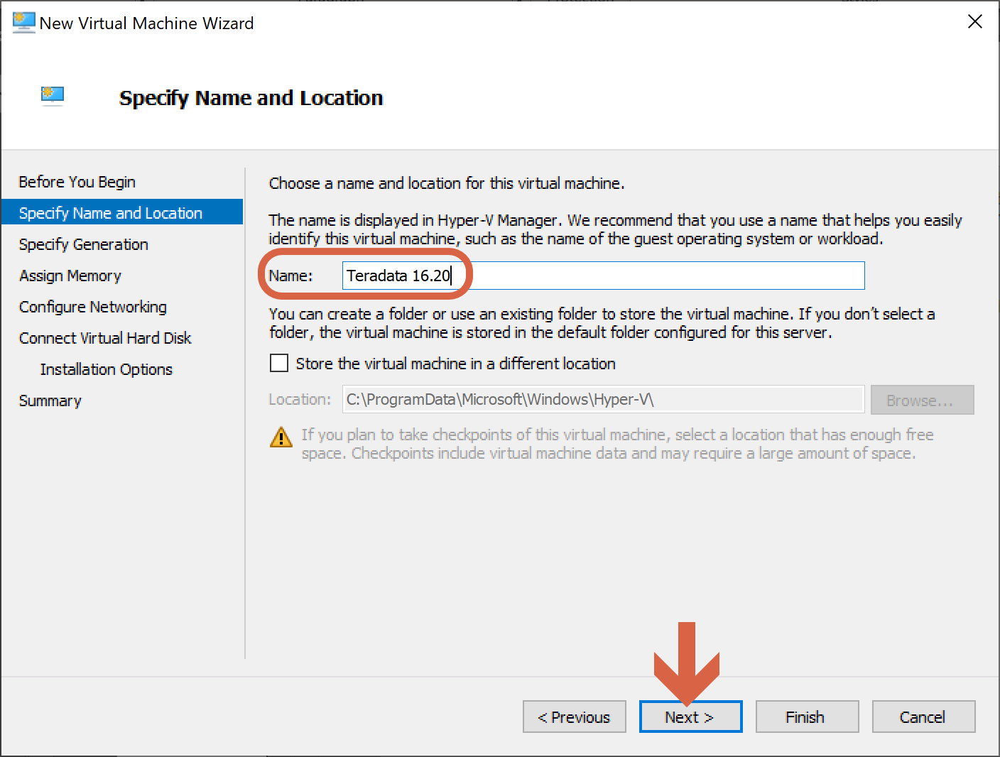 New Virtual Machine Wizard
Specify Name and Location
Before You Begin
Specify Name and Location
Specify Generation
Assign Memory
Configure Networking
Connect Virtual Hard Disk
Installation Options
Summary
Choose a name and location for this virtual machine.
The name is displayed in Hyper-V Manager. We recommend that you use a name that helps you easily
identify this virtual machine, such as the name of the guest operating system or workload.
Name: Teradata 16.20
You can create a folder or use an existing folder to store the virtual machine. If you don't select a
folder, the virtual machine is stored in the default folder configured for this server.
Store the virtual machine in a different location
Location: C:\ProgramData\Microsoft\Windows\Hyper-V\ Browse...
If you plan to take checkpoints of this virtual machine, select a location that has enough free
space. Checkpoints include virtual machine data and may require a large amount of space.
< Previous Next > Finish Cancel